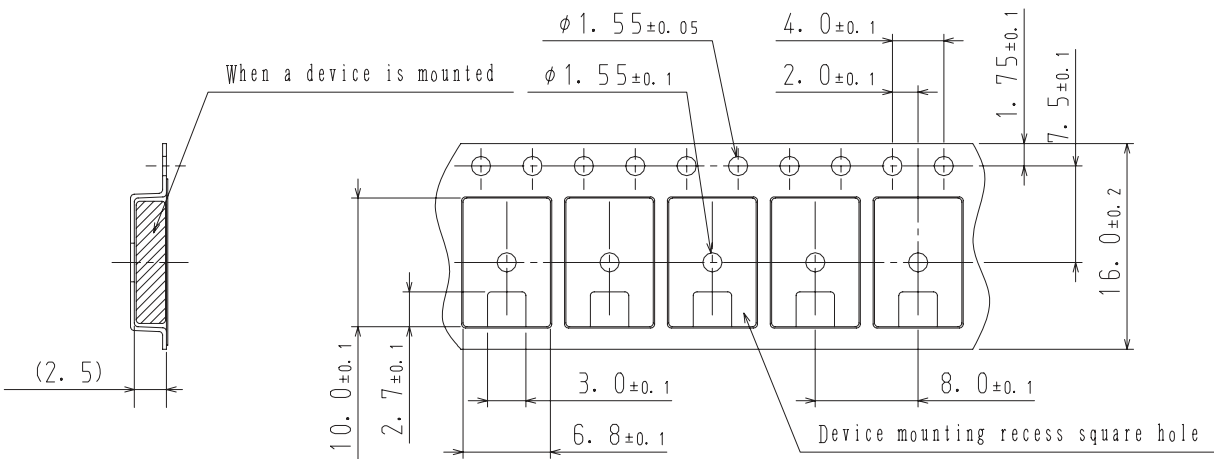 φ1.55±0.05
4.0±0.1
When a device is mounted
φ1.55±0.1
2.0±0.1
1.75±0.1
7.5±0.1
16.0±0.2
(2.5)
10.0±0.1
2.7±0.1
3.0±0.1
8.0±0.1
6.8±0.1
Device mounting recess square hole